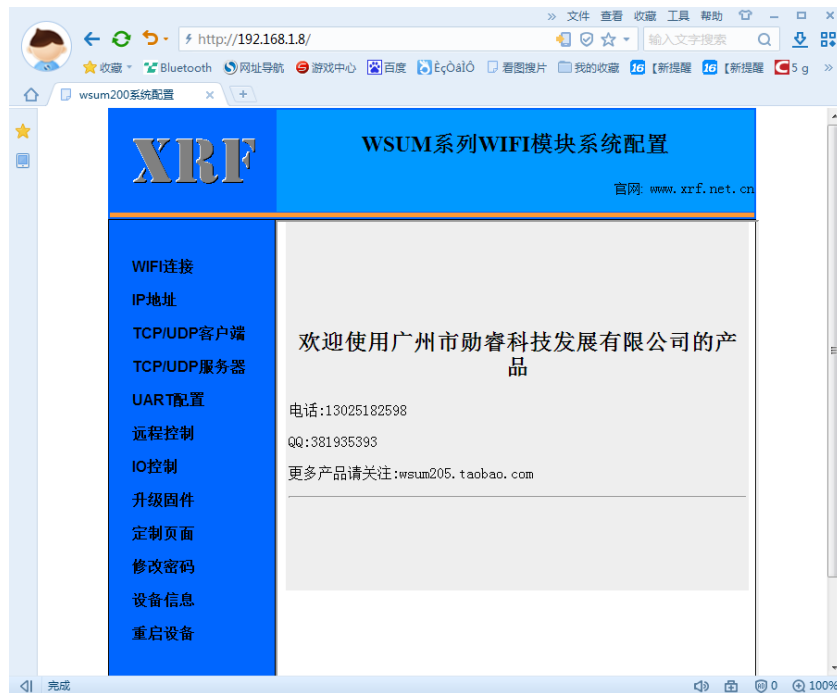 » 文件 查看 收藏 工具 帮助
http://192.168.1.8/ 输入文字搜索
收藏 Bluetooth 网址导航 游戏中心 百度 ÈçÒâÌÔ 看图搜片 我的收藏 16 【新提醒 16 【新提醒 5 g »
wsum200系统配置 × +
XRF
WSUM系列WIFI模块系统配置
官网: www.xrf.net.cn
WIFI连接
IP地址
TCP/UDP客户端
TCP/UDP服务器
UART配置
远程控制
IO控制
升级固件
定制页面
修改密码
设备信息
重启设备
欢迎使用广州市勋睿科技发展有限公司的产
品
电话:13025182598
QQ:381935393
更多产品请关注:wsum205.taobao.com
完成 0 100%